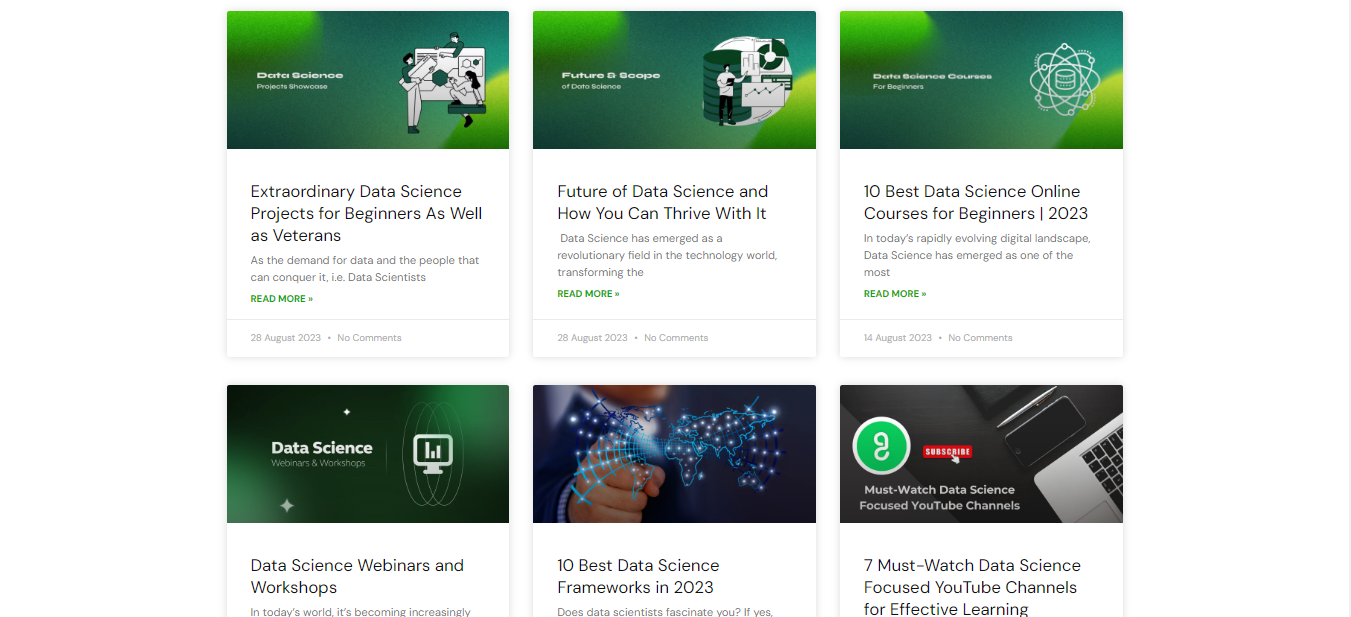 Data Science
Projects Showcase
Future & Scope
of Data Science
Data Science Courses
For Beginners
Extraordinary Data Science
Projects for Beginners As Well
as Veterans
As the demand for data and the people that
can conquer it, i.e. Data Scientists
READ MORE »
28 August 2023 • No Comments
Future of Data Science and
How You Can Thrive With It
Data Science has emerged as a
revolutionary field in the technology world,
transforming the
READ MORE »
28 August 2023 • No Comments
10 Best Data Science Online
Courses for Beginners | 2023
In today’s rapidly evolving digital landscape,
Data Science has emerged as one of the
most
READ MORE »
14 August 2023 • No Comments
Data Science
Webinars & Workshops
SUBSCRIBE
Must-Watch Data Science
Focused YouTube Channels
Data Science Webinars and
Workshops
In today’s world, it’s becoming increasingly
10 Best Data Science
Frameworks in 2023
Does data scientists fascinate you? If yes,
7 Must-Watch Data Science
Focused YouTube Channels
for Effective Learning